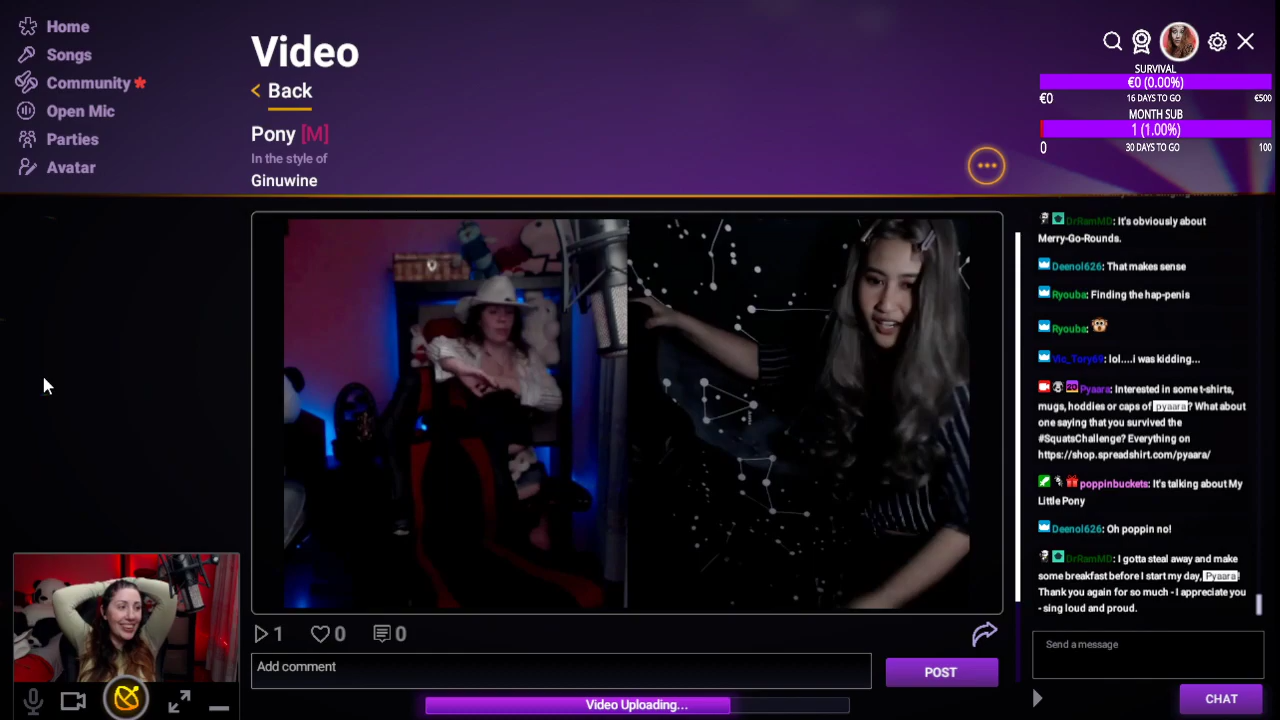 Home
Songs
Community *
Open Mic
Parties
Avatar
Video
< Back
Pony [M]
In the style of
Ginuwine
SURVIVAL
€0 (0.00%)
€0 16 DAYS TO GO €500
MONTH SUB
1 (1.00%)
0 30 DAYS TO GO 100
DrRamMD: It's obviously about
Merry-Go-Rounds.
Deenol626: That makes sense
Ryouba: Finding the hap-penis
Ryouba:
Vic_Tory69: lol....i was kidding...
Pyaara: Interested in some t-shirts,
mugs, hoddies or caps of pyaara? What about
one saying that you survived the
#SquatsChallenge? Everything on
https://shop.spreadshirt.com/pyaara/
poppinbuckets: It's talking about My
Little Pony
Deenol626: Oh poppin no!
DrRamMD: I gotta steal away and make
some breakfast before I start my day, Pyaara
Thank you again for so much - I appreciate you
- sing loud and proud.
1 0 0
Add comment
POST
Video Uploading...
Send a message
CHAT